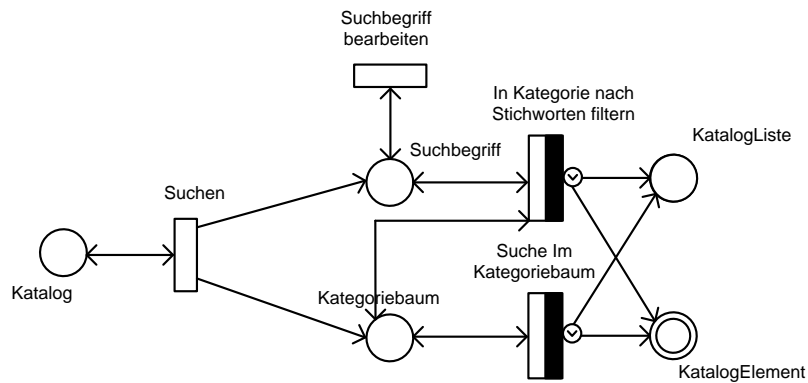 Suchbegriff
bearbeiten
In Kategorie nach
Stichworten filtern
KatalogListe
Suchbegriff
Suchen
Suche Im
Kategoriebaum
Katalog
Kategoriebaum
KatalogElement